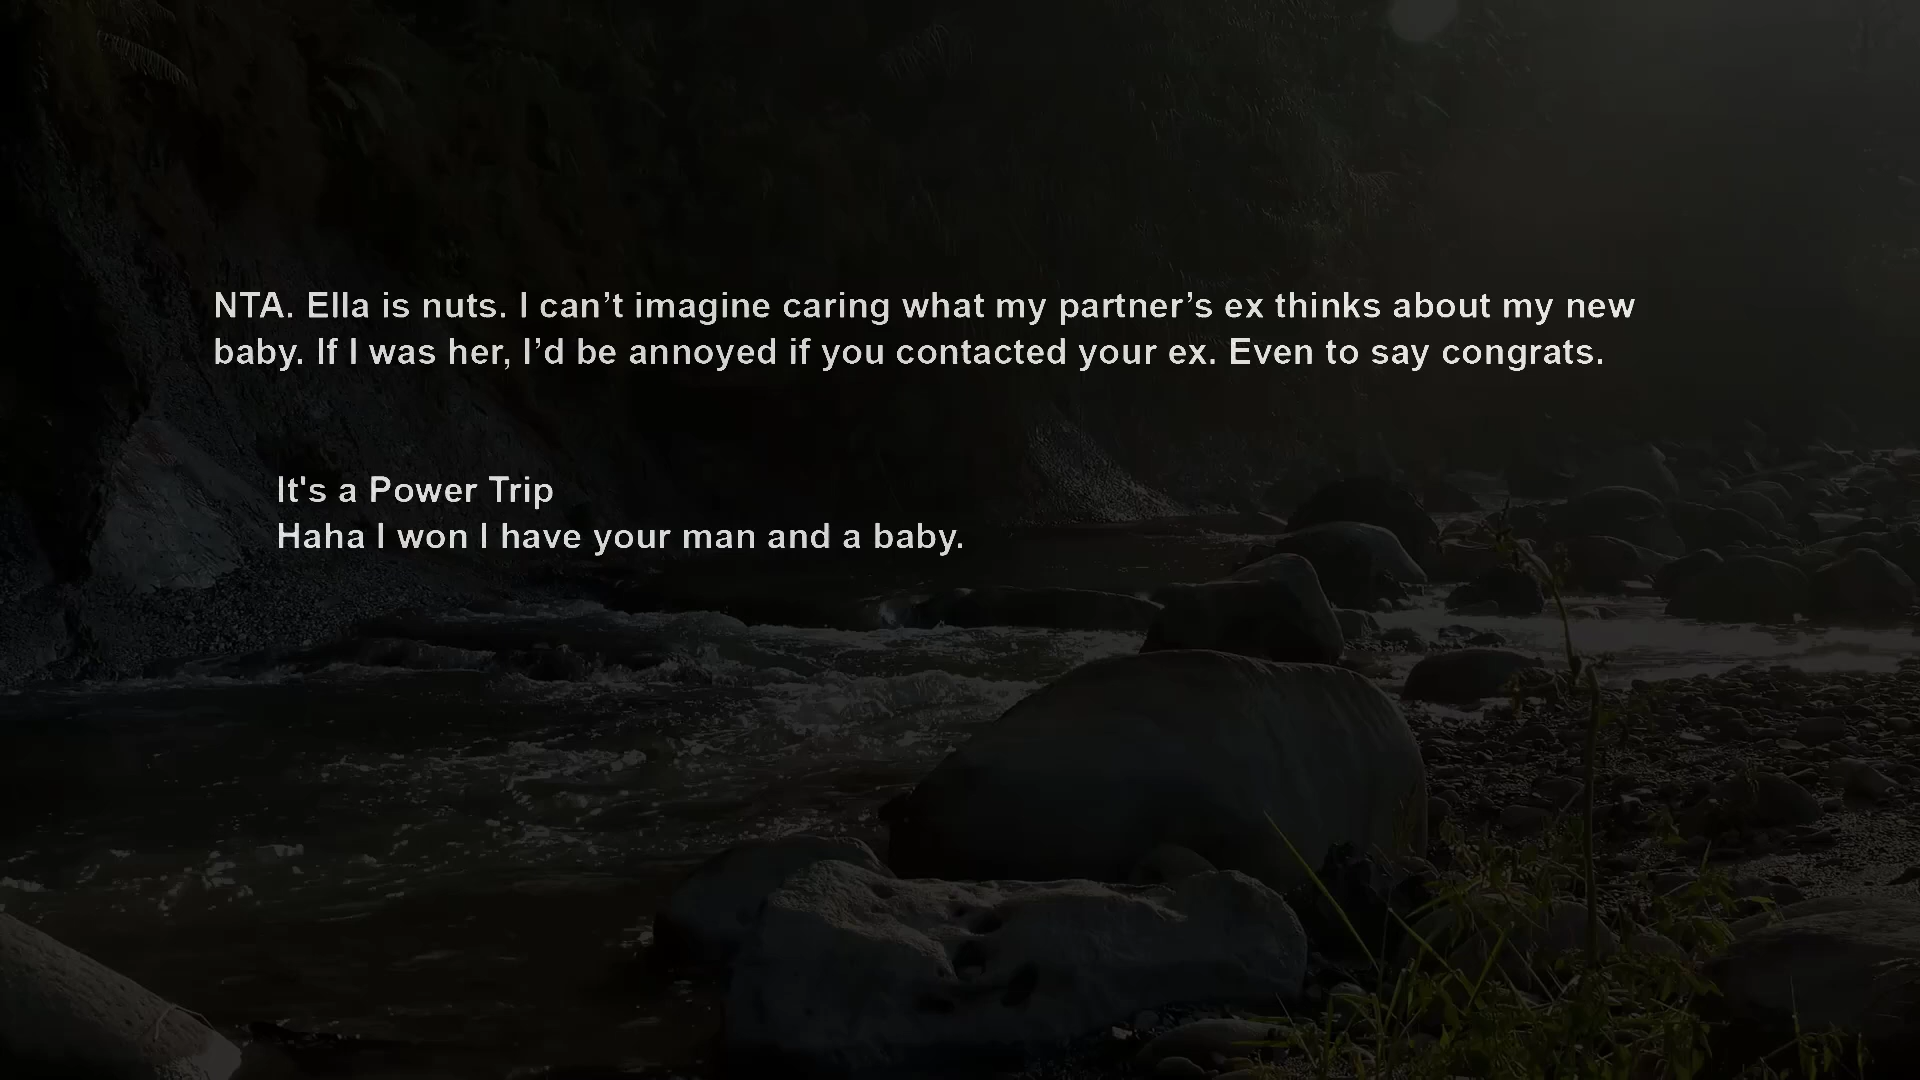 NTA. Ella is nuts. I can’t imagine caring what my partner’s ex thinks about my new
baby. If I was her, I’d be annoyed if you contacted your ex. Even to say congrats.
It's a Power Trip
Haha I won I have your man and a baby.